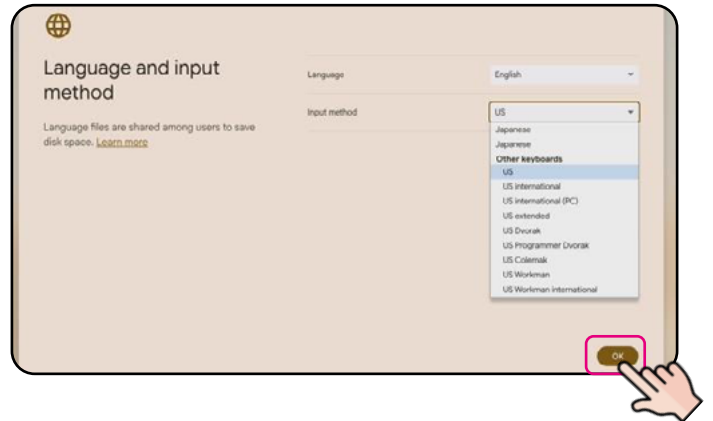 Language and input
method
Language files are shared among users to save
disk space. Learn more
Language
English
Input method
US
Japanese
Japanese
Other keyboards
US
US international
US international (PC)
US extended
US Dvorak
US Programmer Dvorak
US Colemak
US Workman
US Workman international
OK